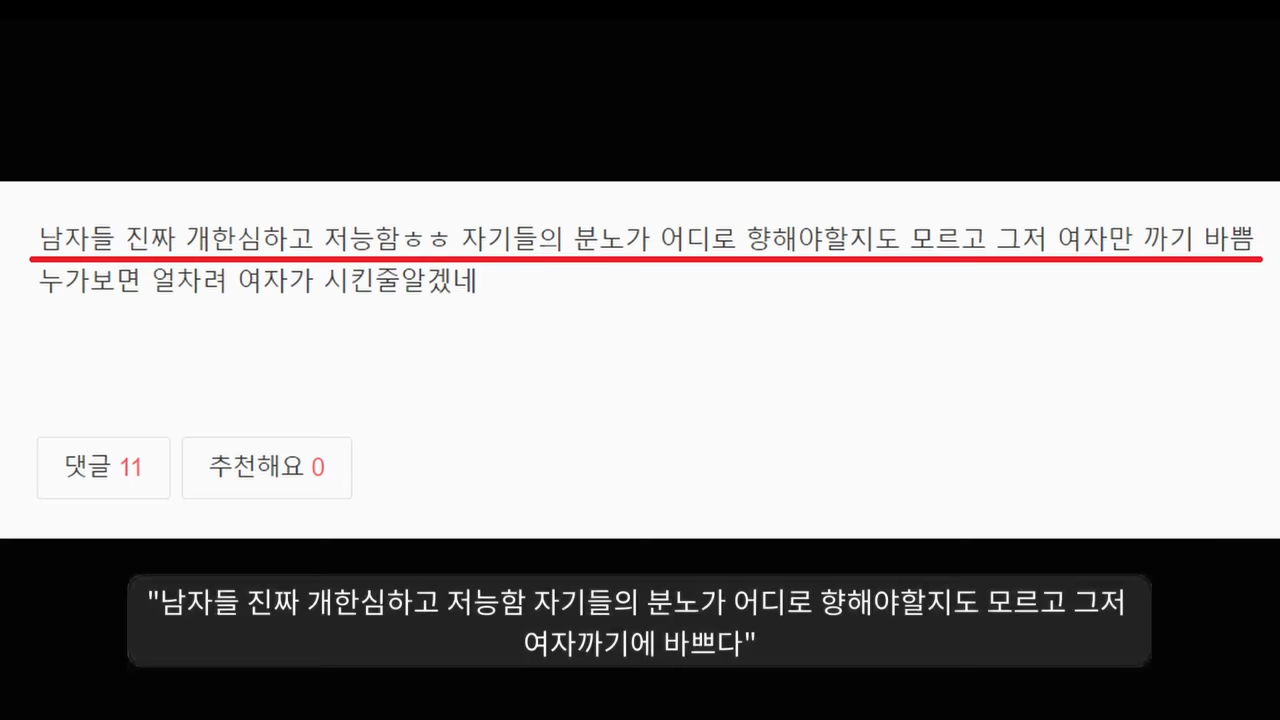 남자들 진짜 개한심하고 저능함ㅎㅎ 자기들의 분노가 어디로 향해야할지도 모르고 그저 여자만 까기 바쁨
누가보면 얼차려 여자가 시킨줄알겠네
댓글 11 추천해요 0
"남자들 진짜 개한심하고 저능함 자기들의 분노가 어디로 향해야할지도 모르고 그저
여자까기에 바쁘다"